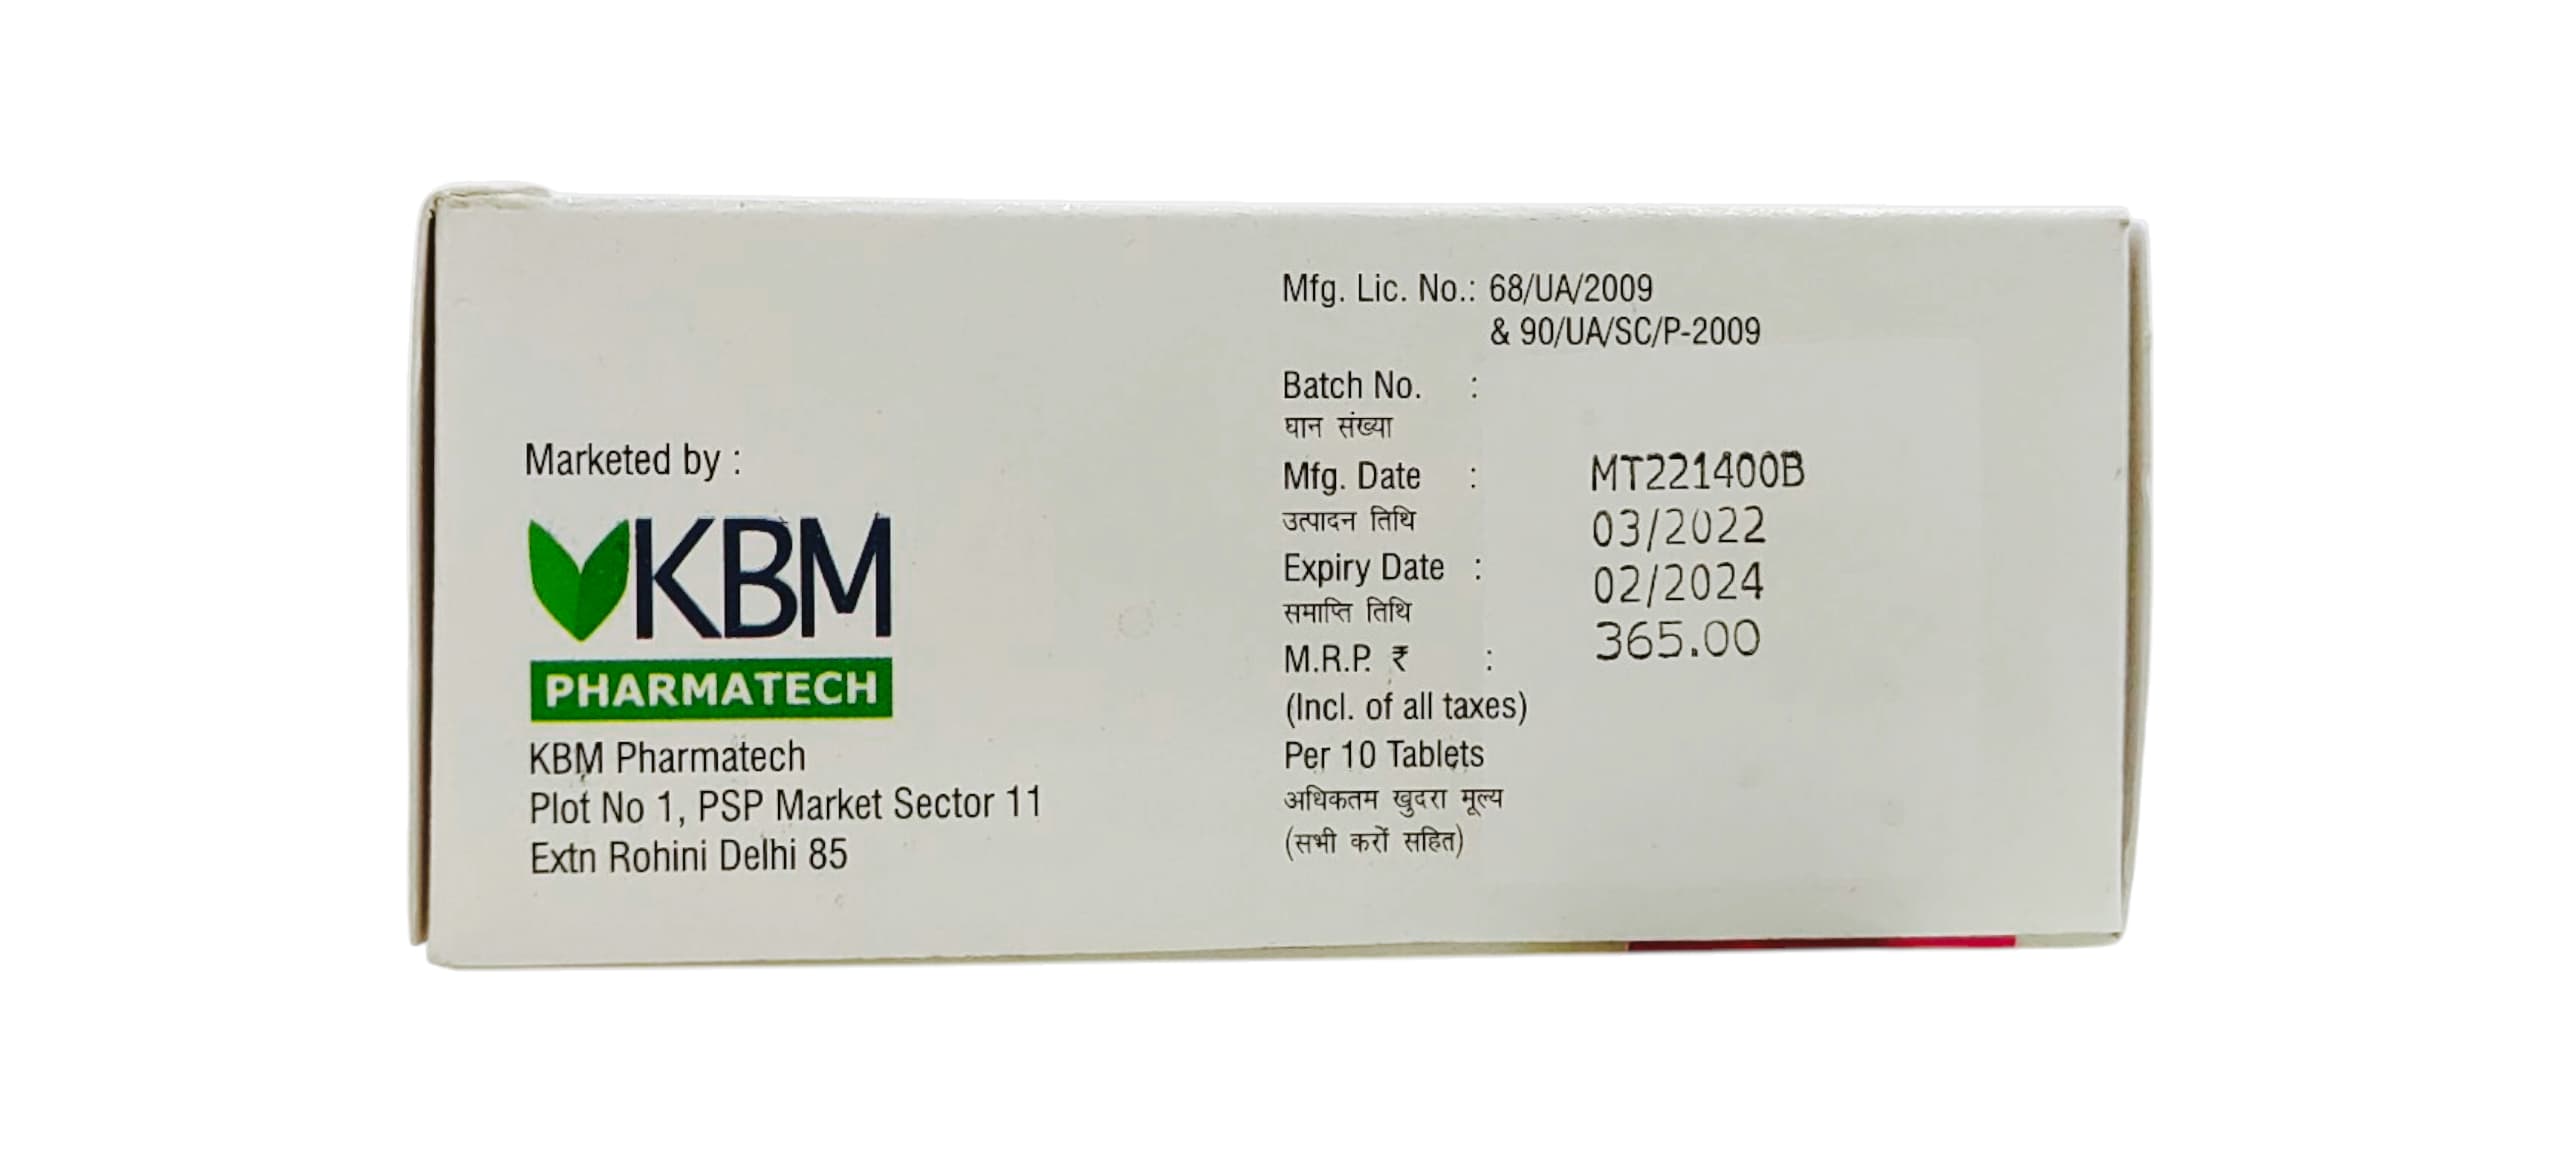 Marketed by :
KBM
PHARMATECH
KBM Pharmatech
Plot No 1, PSP Market Sector 11
Extn Rohini Delhi 85
Mfg. Lic. No.: 68/UA/2009
& 90/UA/SC/P-2009
Batch No. :
घान संख्या
Mfg. Date :
उत्पादन तिथि
Expiry Date :
समाप्ति तिथि
M.R.P. ₹ :
(Incl. of all taxes)
Per 10 Tablets
अधिकतम खुदरा मूल्य
(सभी करों सहित)
MT221400B
03/2022
02/2024
365.00